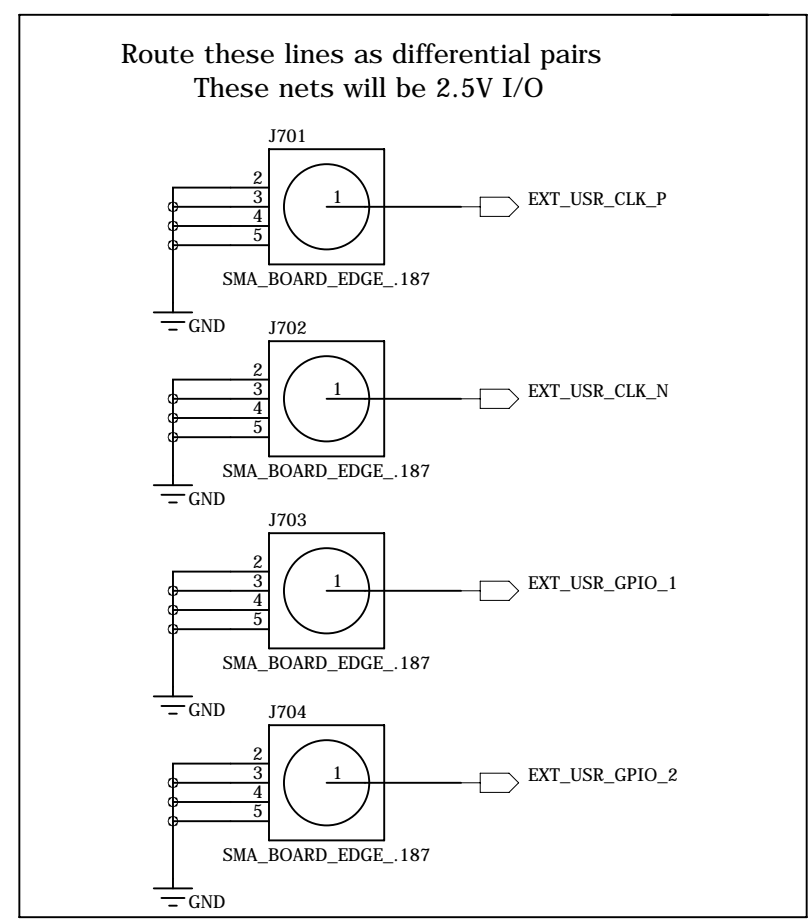 Route these lines as differential pairs
These nets will be 2.5V I/O
J701
2
3
4
5
1
EXT_USR_CLK_P
SMA_BOARD_EDGE_.187
GND
J702
2
3
4
5
1
EXT_USR_CLK_N
SMA_BOARD_EDGE_.187
GND
J703
2
3
4
5
1
EXT_USR_GPIO_1
SMA_BOARD_EDGE_.187
GND
J704
2
3
4
5
1
EXT_USR_GPIO_2
SMA_BOARD_EDGE_.187
GND